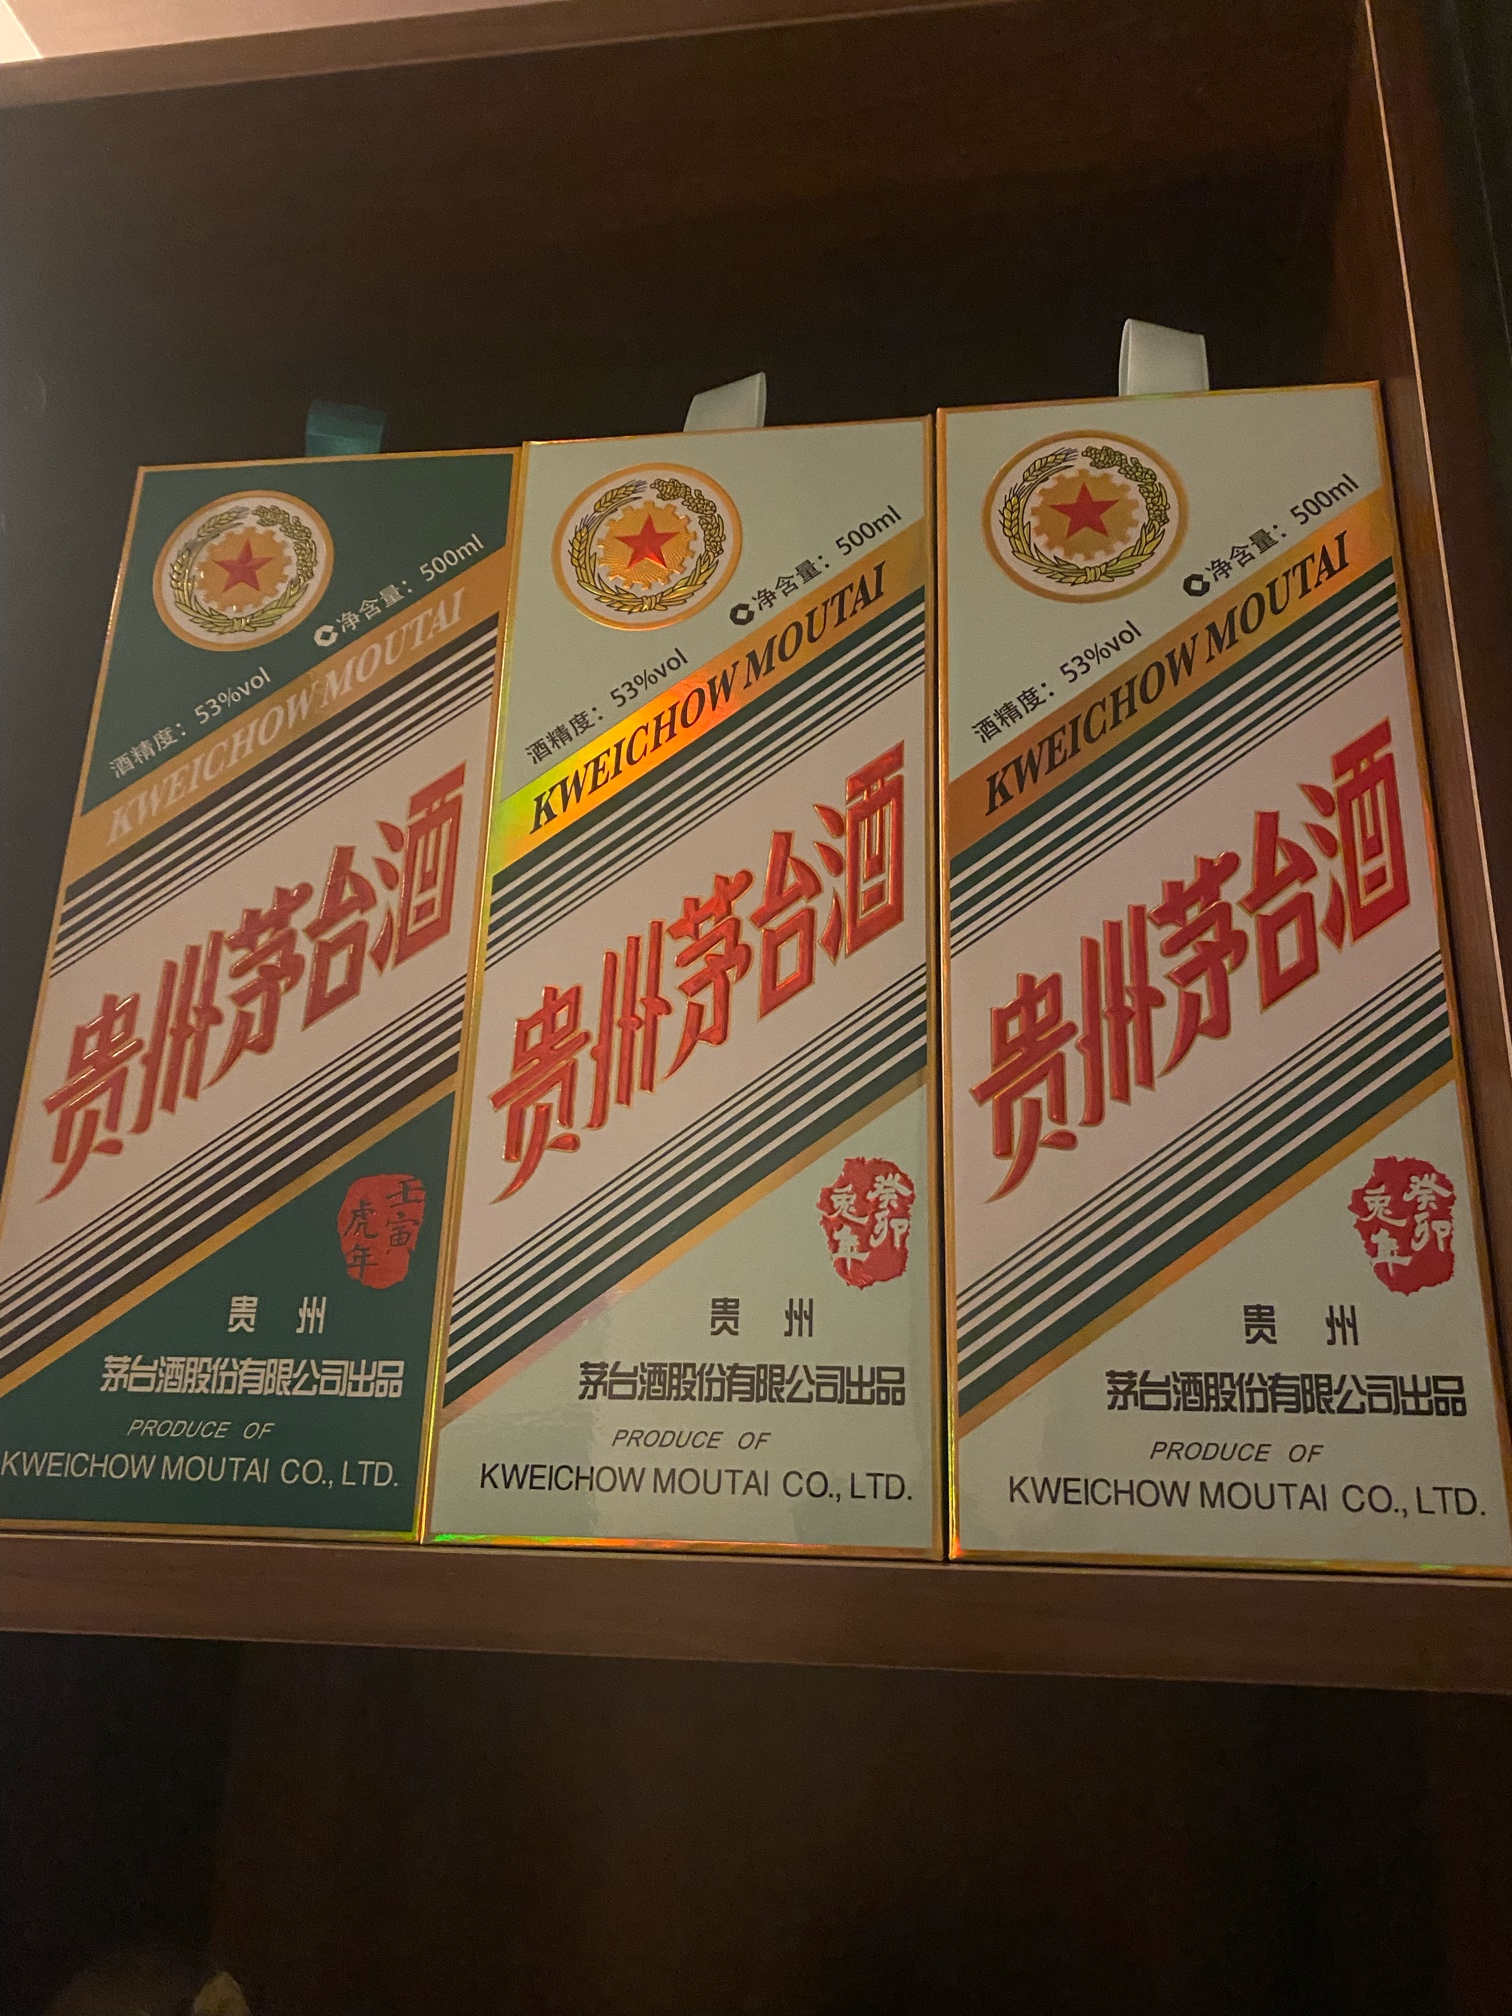 酒精度：53%vol
净含量：500ml
KWEICHOW MOUTAI
贵州茅台酒
壬寅
虎年
贵 州
茅台酒股份有限公司出品
PRODUCE OF
KWEICHOW MOUTAI CO., LTD.
酒精度：53%vol
净含量：500ml
KWEICHOW MOUTAI
贵州茅台酒
癸卯
兔年
贵 州
茅台酒股份有限公司出品
PRODUCE OF
KWEICHOW MOUTAI CO., LTD.
酒精度：53%vol
净含量：500ml
KWEICHOW MOUTAI
贵州茅台酒
癸卯
兔年
贵 州
茅台酒股份有限公司出品
PRODUCE OF
KWEICHOW MOUTAI CO., LTD.